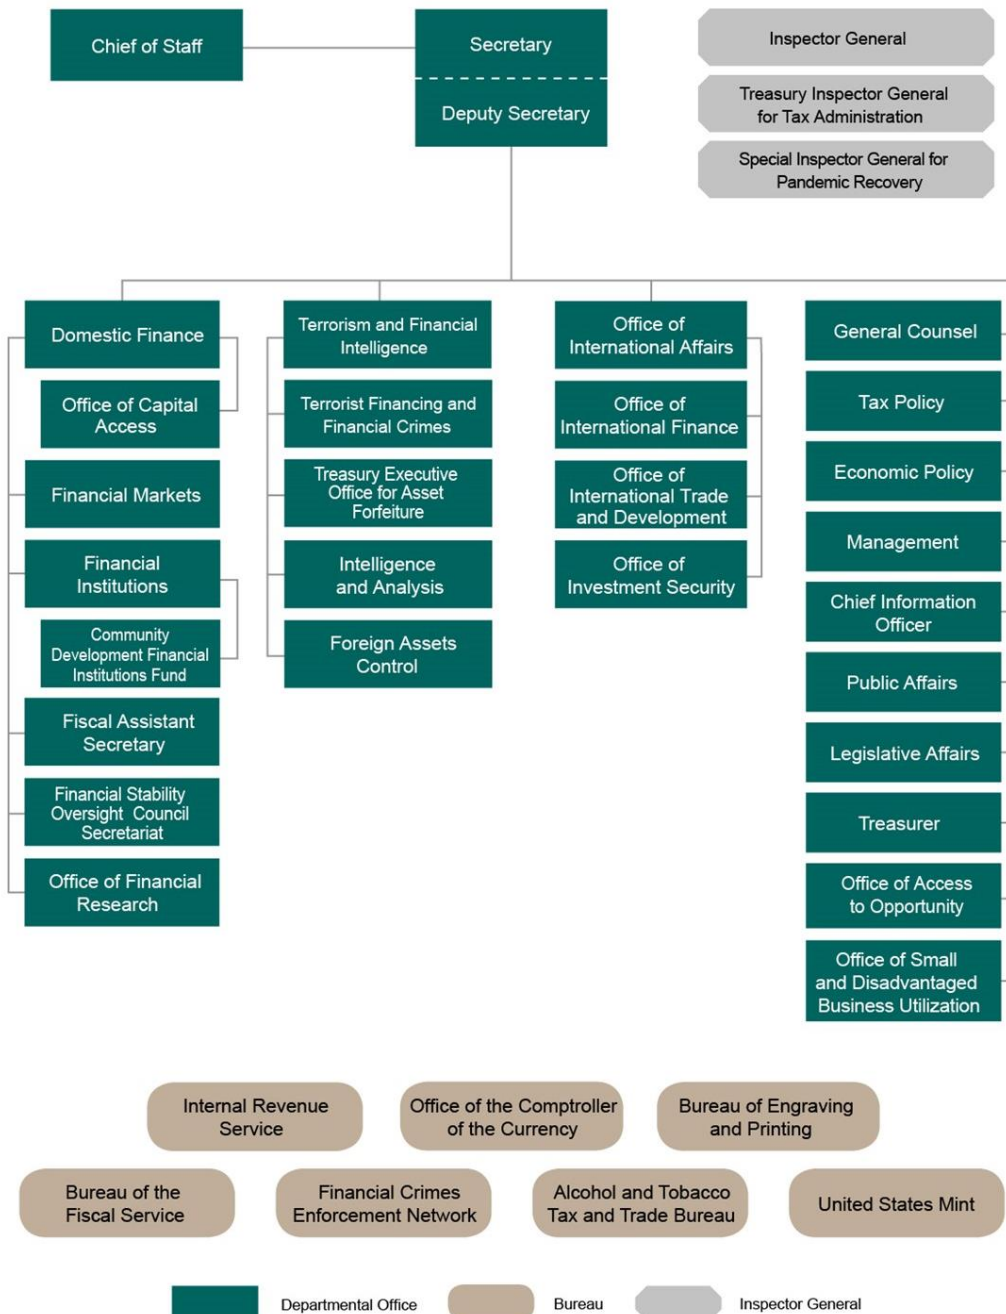 Chief of Staff
Secretary
Deputy Secretary
Inspector General
Treasury Inspector General
for Tax Administration
Special Inspector General for
Pandemic Recovery
Domestic Finance
Office of Capital
Access
Financial Markets
Financial
Institutions
Community
Development Financial
Institutions Fund
Fiscal Assistant
Secretary
Financial Stability
Oversight Council
Secretariat
Office of Financial
Research
Terrorism and Financial
Intelligence
Terrorist Financing and
Financial Crimes
Treasury Executive
Office for Asset
Forfeiture
Intelligence
and Analysis
Foreign Assets
Control
Office of
International Affairs
Office of
International Finance
Office of
International Trade
and Development
Office of
Investment Security
General Counsel
Tax Policy
Economic Policy
Management
Chief Information
Officer
Public Affairs
Legislative Affairs
Treasurer
Office of Access
to Opportunity
Office of Small
and Disadvantaged
Business Utilization
Internal Revenue
Service
Office of the Comptroller
of the Currency
Bureau of Engraving
and Printing
Bureau of the
Fiscal Service
Financial Crimes
Enforcement Network
Alcohol and Tobacco
Tax and Trade Bureau
United States Mint
Departmental Office
Bureau
Inspector General